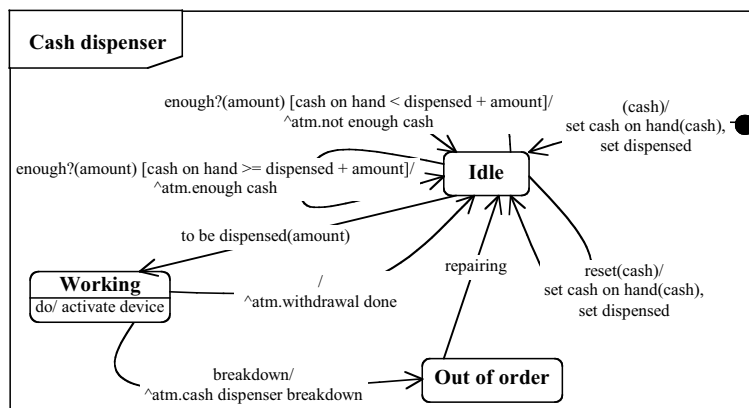 Cash dispenser
enough?(amount) [cash on hand < dispensed + amount]/
^atm.not enough cash
(cash)/
set cash on hand(cash),
set dispensed
enough?(amount) [cash on hand >= dispensed + amount]/
^atm.enough cash
Idle
to be dispensed(amount)
repairing
reset(cash)/
set cash on hand(cash),
set dispensed
Working
do/ activate device
/
^atm.withdrawal done
breakdown/
^atm.cash dispenser breakdown
Out of order